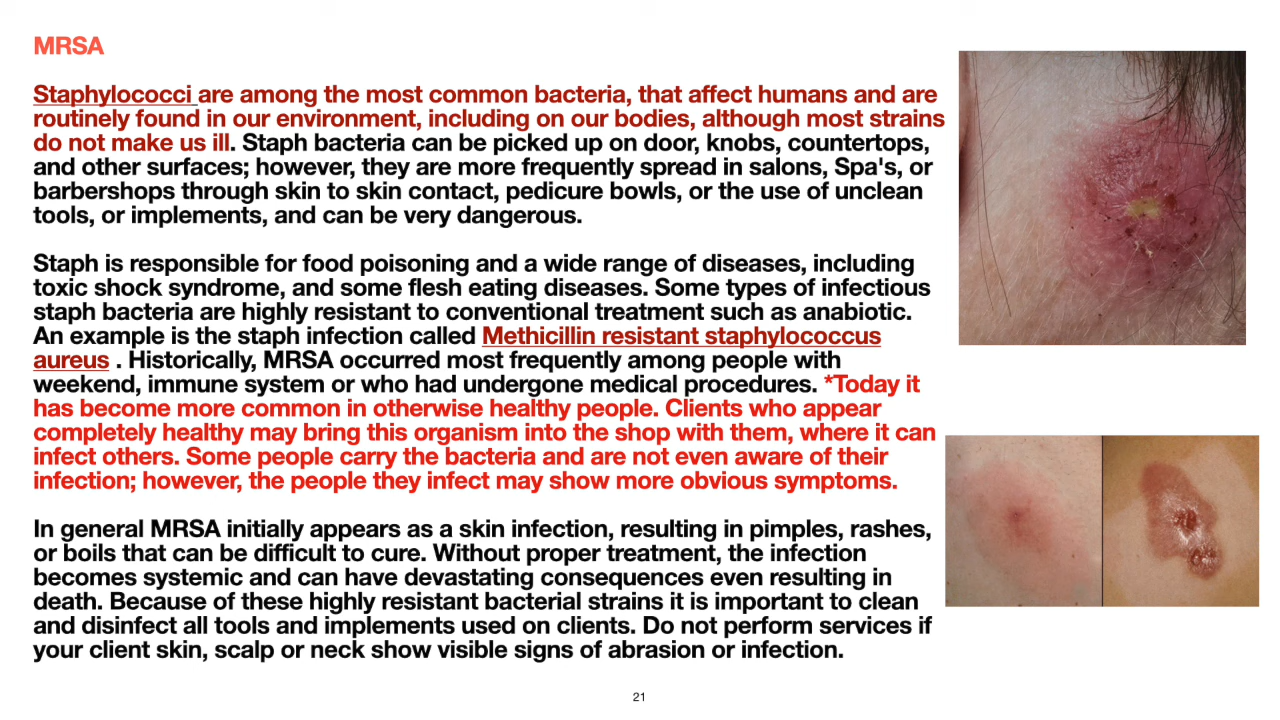 MRSA
Staphylococci are among the most common bacteria, that affect humans and are
routinely found in our environment, including on our bodies, although most strains
do not make us ill. Staph bacteria can be picked up on door, knobs, countertops,
and other surfaces; however, they are more frequently spread in salons, Spa's, or
barbershops through skin to skin contact, pedicure bowls, or the use of unclean
tools, or implements, and can be very dangerous.
Staph is responsible for food poisoning and a wide range of diseases, including
toxic shock syndrome, and some flesh eating diseases. Some types of infectious
staph bacteria are highly resistant to conventional treatment such as anabiotic.
An example is the staph infection called Methicillin resistant staphylococcus
aureus . Historically, MRSA occurred most frequently among people with
weekend, immune system or who had undergone medical procedures. *Today it
has become more common in otherwise healthy people. Clients who appear
completely healthy may bring this organism into the shop with them, where it can
infect others. Some people carry the bacteria and are not even aware of their
infection; however, the people they infect may show more obvious symptoms.
In general MRSA initially appears as a skin infection, resulting in pimples, rashes,
or boils that can be difficult to cure. Without proper treatment, the infection
becomes systemic and can have devastating consequences even resulting in
death. Because of these highly resistant bacterial strains it is important to clean
and disinfect all tools and implements used on clients. Do not perform services if
your client skin, scalp or neck show visible signs of abrasion or infection.
21